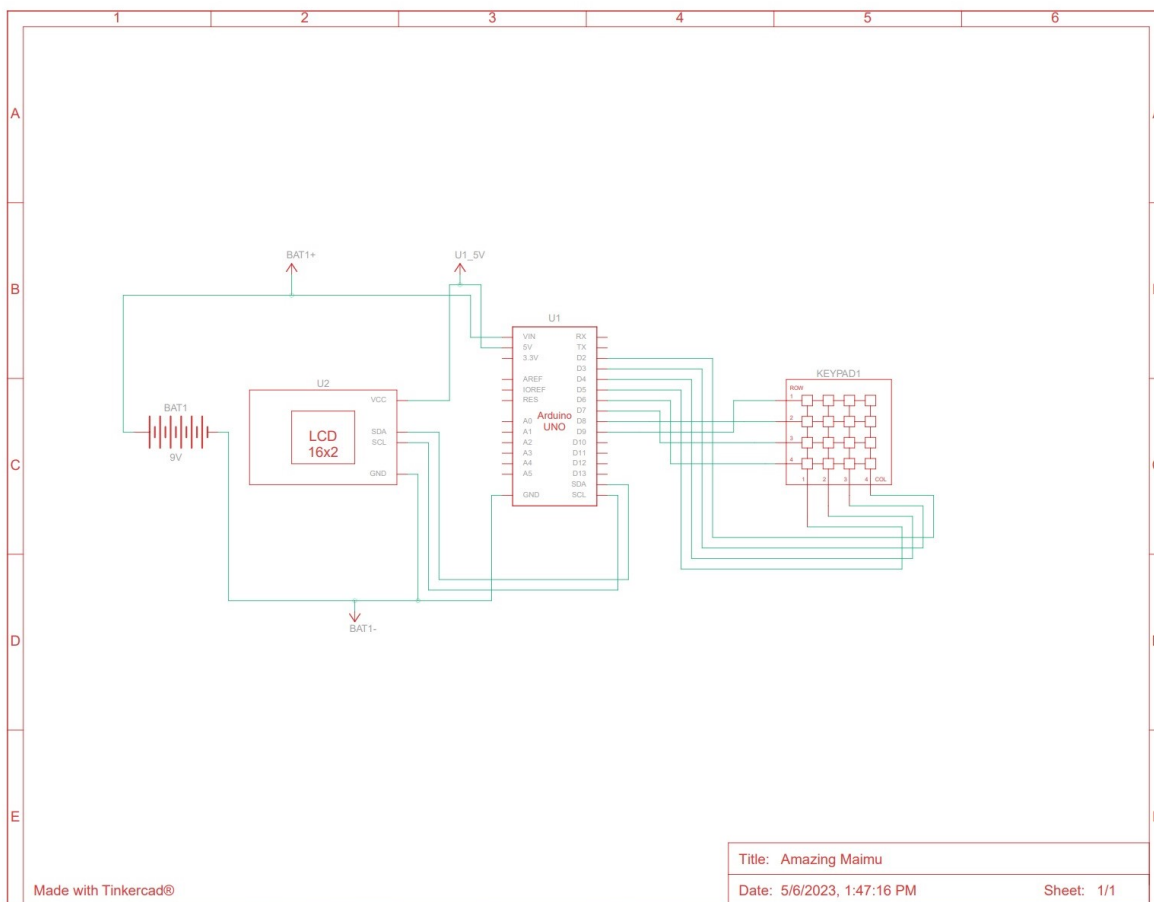 1 2 3 4 5 6
A
B
C
D
E
BAT1+
U1_5V
U1
VIN RX
5V TX
3.3V D2
D3
AREF D4
IOREF D5
RES D6
D7
A0 D8
A1 D9
A2 D10
A3 D11
A4 D12
A5 D13
SDA
GND SCL
Arduino
UNO
U2
VCC
SDA
SCL
GND
LCD
16x2
BAT1
9V
BAT1-
KEYPAD1
ROW
1
2
3
4
1 2 3 4 COL
Title: Amazing Maimu
Date: 5/6/2023, 1:47:16 PM Sheet: 1/1
Made with Tinkercad®